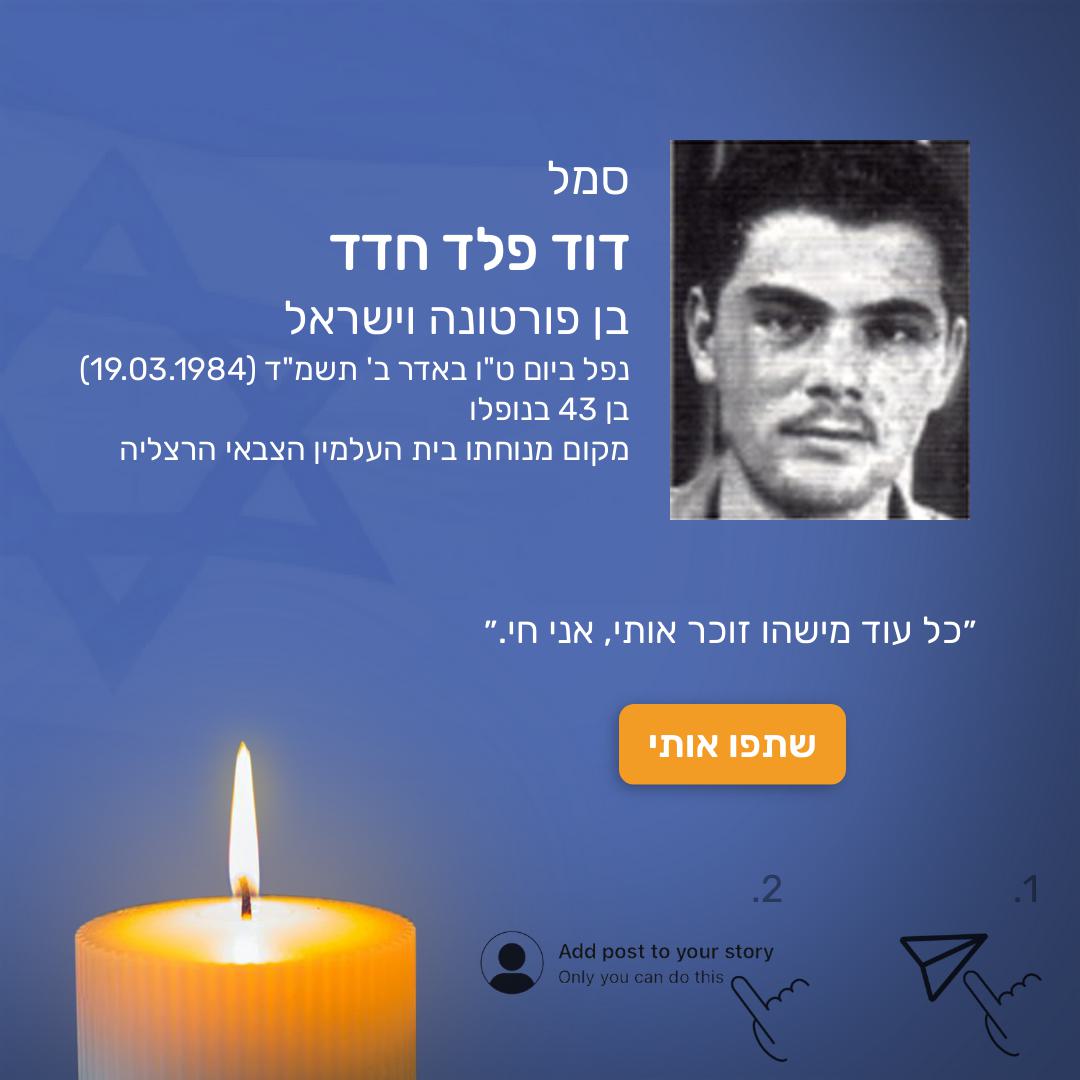 סמל
דוד פלד חדד
בן פורטונה וישראל
נפל ביום ט"ו באדר ב' תשמ"ד (19.03.1984)
בן 43 בנופלו
מקום מנוחתו בית העלמין הצבאי הרצליה
״כל עוד מישהו זוכר אותי, אני חי.״
שתפו אותי
.1
.2
Add post to your story
Only you can do this